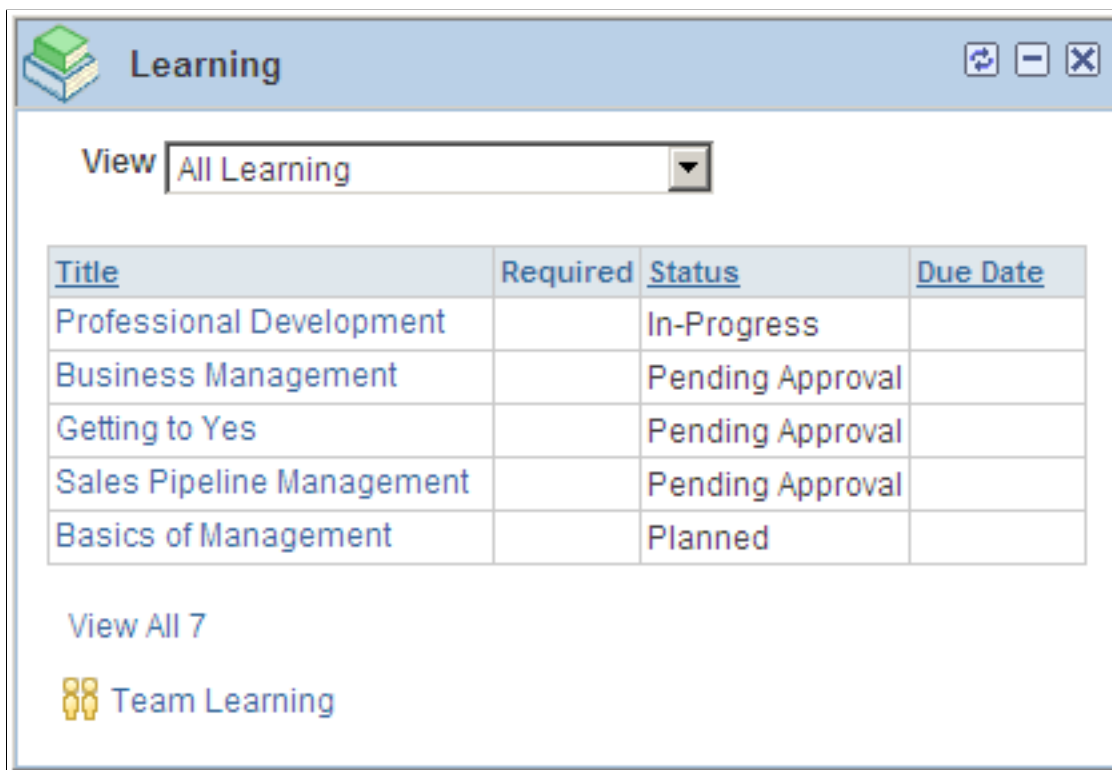 Learning
View All Learning
Title Required Status Due Date
Professional Development In-Progress
Business Management Pending Approval
Getting to Yes Pending Approval
Sales Pipeline Management Pending Approval
Basics of Management Planned
View All 7
Team Learning